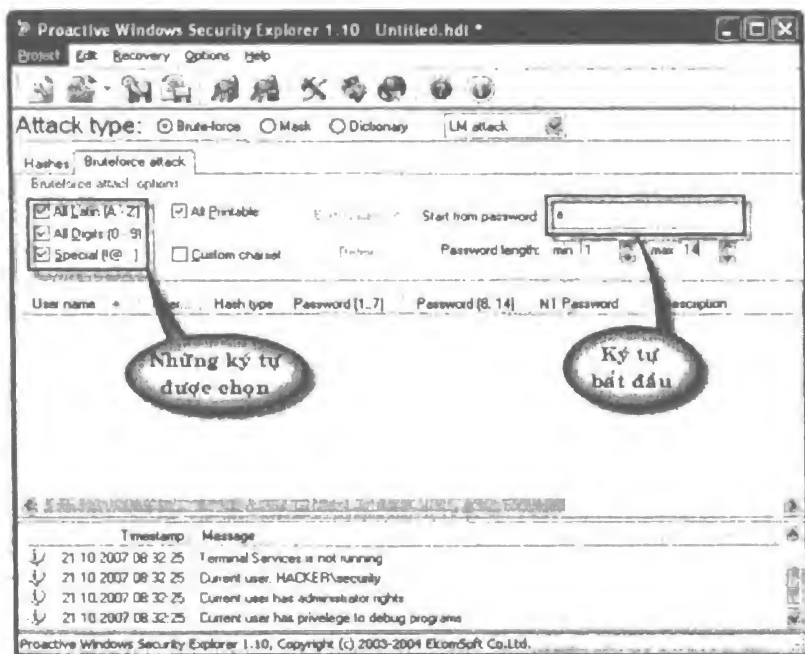 Proactive Windows Security Explorer 1.10 Untitled.hdt *
Project Edit Recovery Options Help
Attack type: Brute-force Mask Dictionary LM attack
Hashes Bruteforce attack
Bruteforce attack options
All Latin (A - Z) All Printable Start from password: a
All Digits (0 - 9)
Special (!@ ) Custom charset Define Password length: min 1 max 14
User name Hash type Password [1..7] Password [8..14] NT Password Description
Những ký tự
được chọn
Ký tự
bắt đầu
Timestamp Message
21 10 2007 08:32:25 Terminal Services is not running
21 10 2007 08:32:25 Current user: HACKER\security
21 10 2007 08:32:25 Current user has administrator rights
21 10 2007 08:32:25 Current user has privelege to debug programs
Proactive Windows Security Explorer 1.10, Copyright (c) 2003-2004 ElcomSoft Co.Ltd.